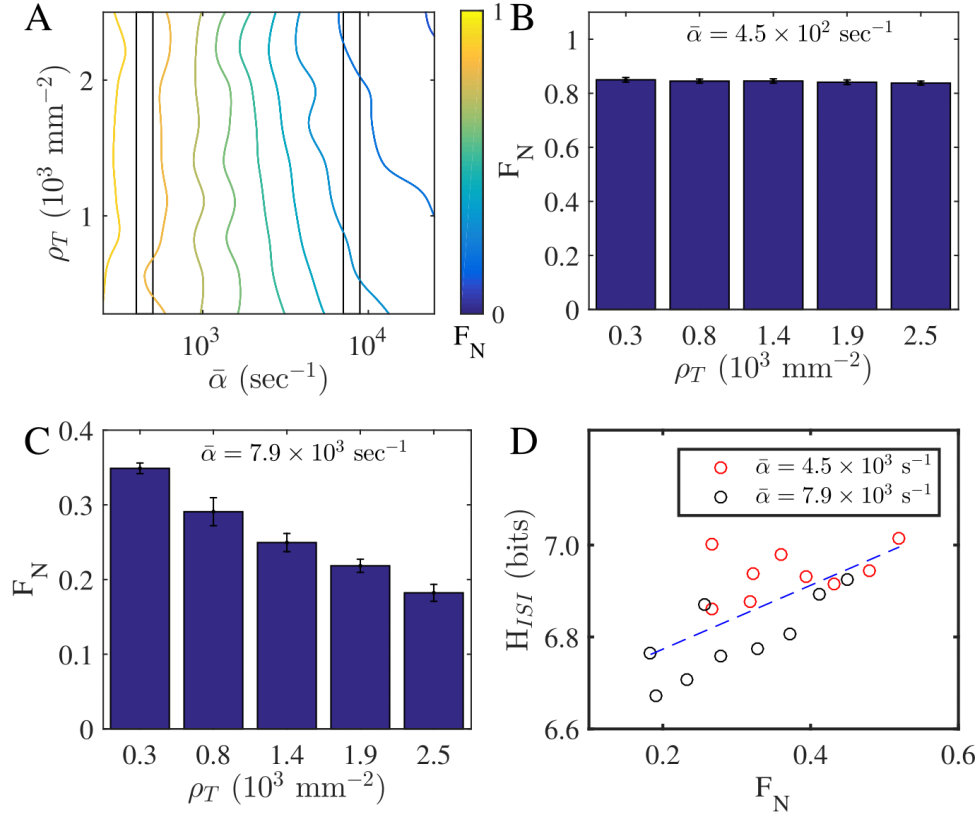 A
ρ_T (10³ mm⁻²)
2
1
10³
10⁴
ᾱ (sec⁻¹)
1
0
F_N
B
ᾱ = 4.5 × 10² sec⁻¹
F_N
1
0.8
0.6
0.4
0.2
0
0.3 0.8 1.4 1.9 2.5
ρ_T (10³ mm⁻²)
C
ᾱ = 7.9 × 10³ sec⁻¹
F_N
0.4
0.3
0.2
0.1
0
0.3 0.8 1.4 1.9 2.5
ρ_T (10³ mm⁻²)
D
ᾱ = 4.5 × 10³ s⁻¹
ᾱ = 7.9 × 10³ s⁻¹
H_ISI (bits)
7.0
6.8
6.6
0.2 0.4 0.6
F_N